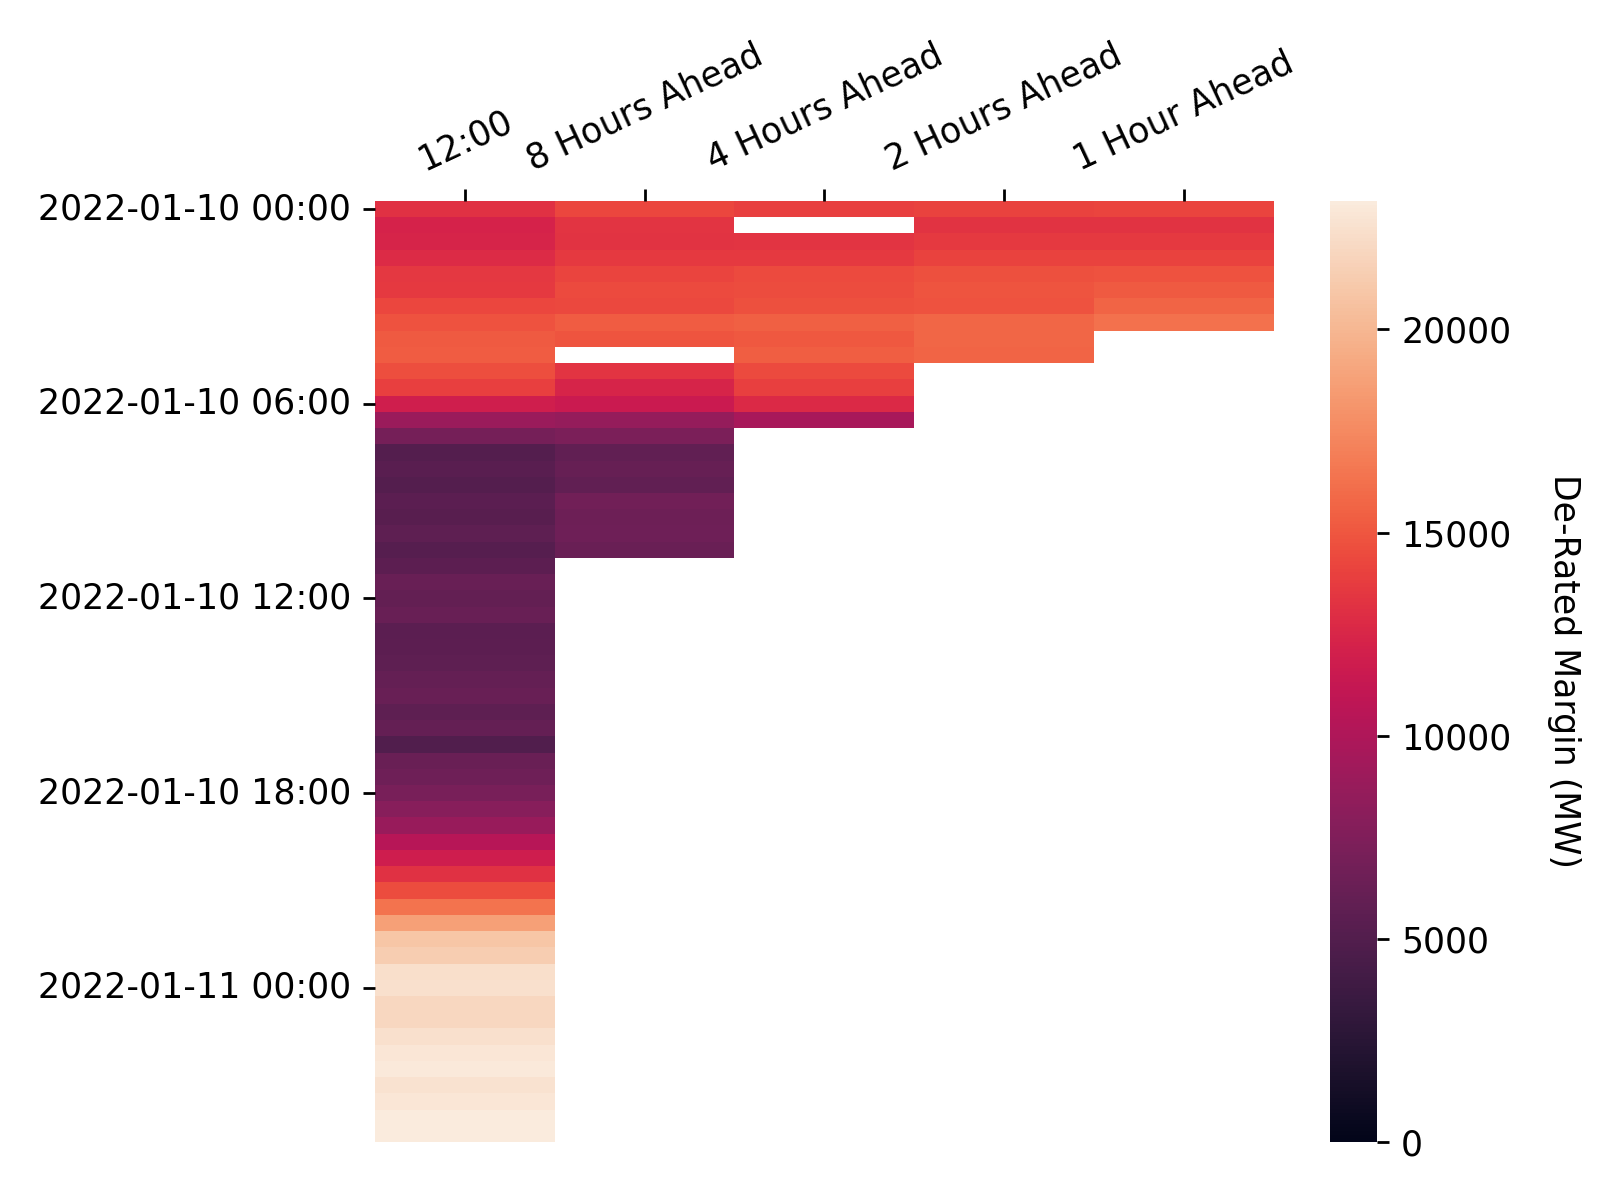 12:00
8 Hours Ahead
4 Hours Ahead
2 Hours Ahead
1 Hour Ahead
2022-01-10 00:00
2022-01-10 06:00
2022-01-10 12:00
2022-01-10 18:00
2022-01-11 00:00
20000
15000
10000
5000
0
De-Rated Margin (MW)